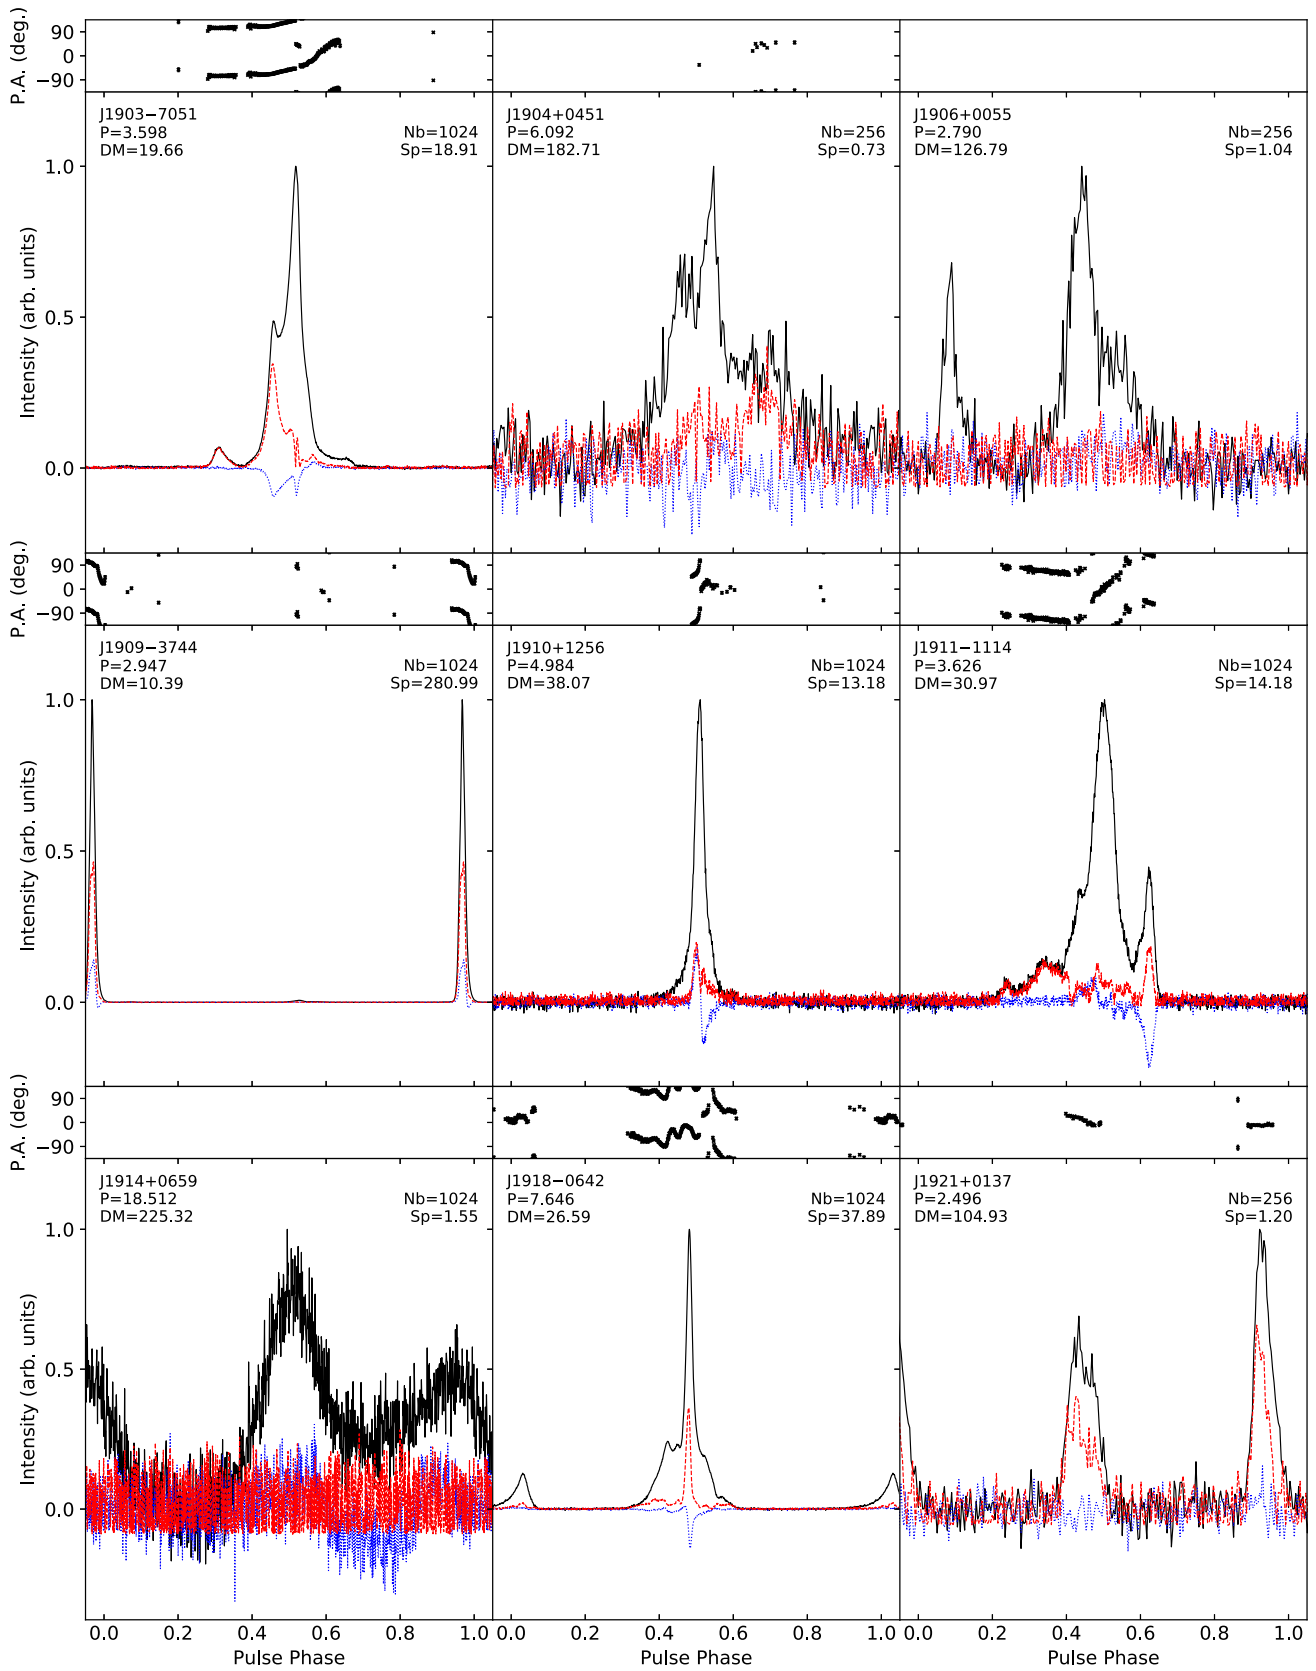 P.A. (deg.)
90
0
−90
J1903−7051
P=3.598
DM=19.66
Nb=1024
Sp=18.91
J1904+0451
P=6.092
DM=182.71
Nb=256
Sp=0.73
J1906+0055
P=2.790
DM=126.79
Nb=256
Sp=1.04
Intensity (arb. units)
1.0
0.5
0.0
P.A. (deg.)
90
0
−90
J1909−3744
P=2.947
DM=10.39
Nb=1024
Sp=280.99
J1910+1256
P=4.984
DM=38.07
Nb=1024
Sp=13.18
J1911−1114
P=3.626
DM=30.97
Nb=1024
Sp=14.18
Intensity (arb. units)
1.0
0.5
0.0
P.A. (deg.)
90
0
−90
J1914+0659
P=18.512
DM=225.32
Nb=1024
Sp=1.55
J1918−0642
P=7.646
DM=26.59
Nb=1024
Sp=37.89
J1921+0137
P=2.496
DM=104.93
Nb=256
Sp=1.20
Intensity (arb. units)
1.0
0.5
0.0
0.0 0.2 0.4 0.6 0.8 1.0
0.0 0.2 0.4 0.6 0.8 1.0
0.0 0.2 0.4 0.6 0.8 1.0
Pulse Phase
Pulse Phase
Pulse Phase